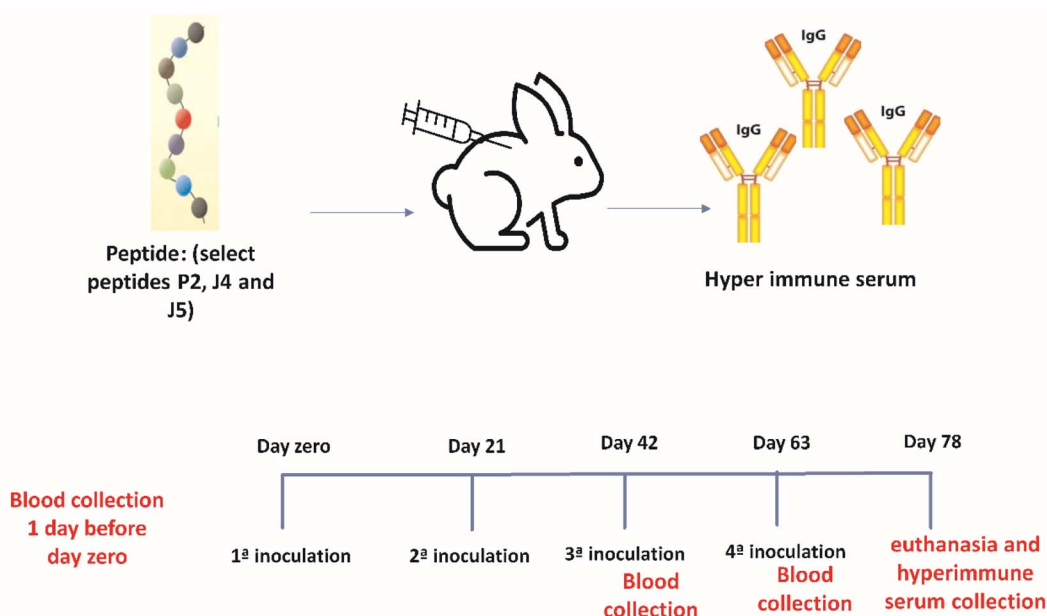 IgG
IgG
IgG
Peptide: (select
peptides P2, J4 and
J5)
Hyper immune serum
Day zero
Day 21
Day 42
Day 63
Day 78
Blood collection
1 day before
day zero
1ª inoculation
2ª inoculation
3ª inoculation
Blood
collection
4ª inoculation
Blood
collection
euthanasia and
hyperimmune
serum collection